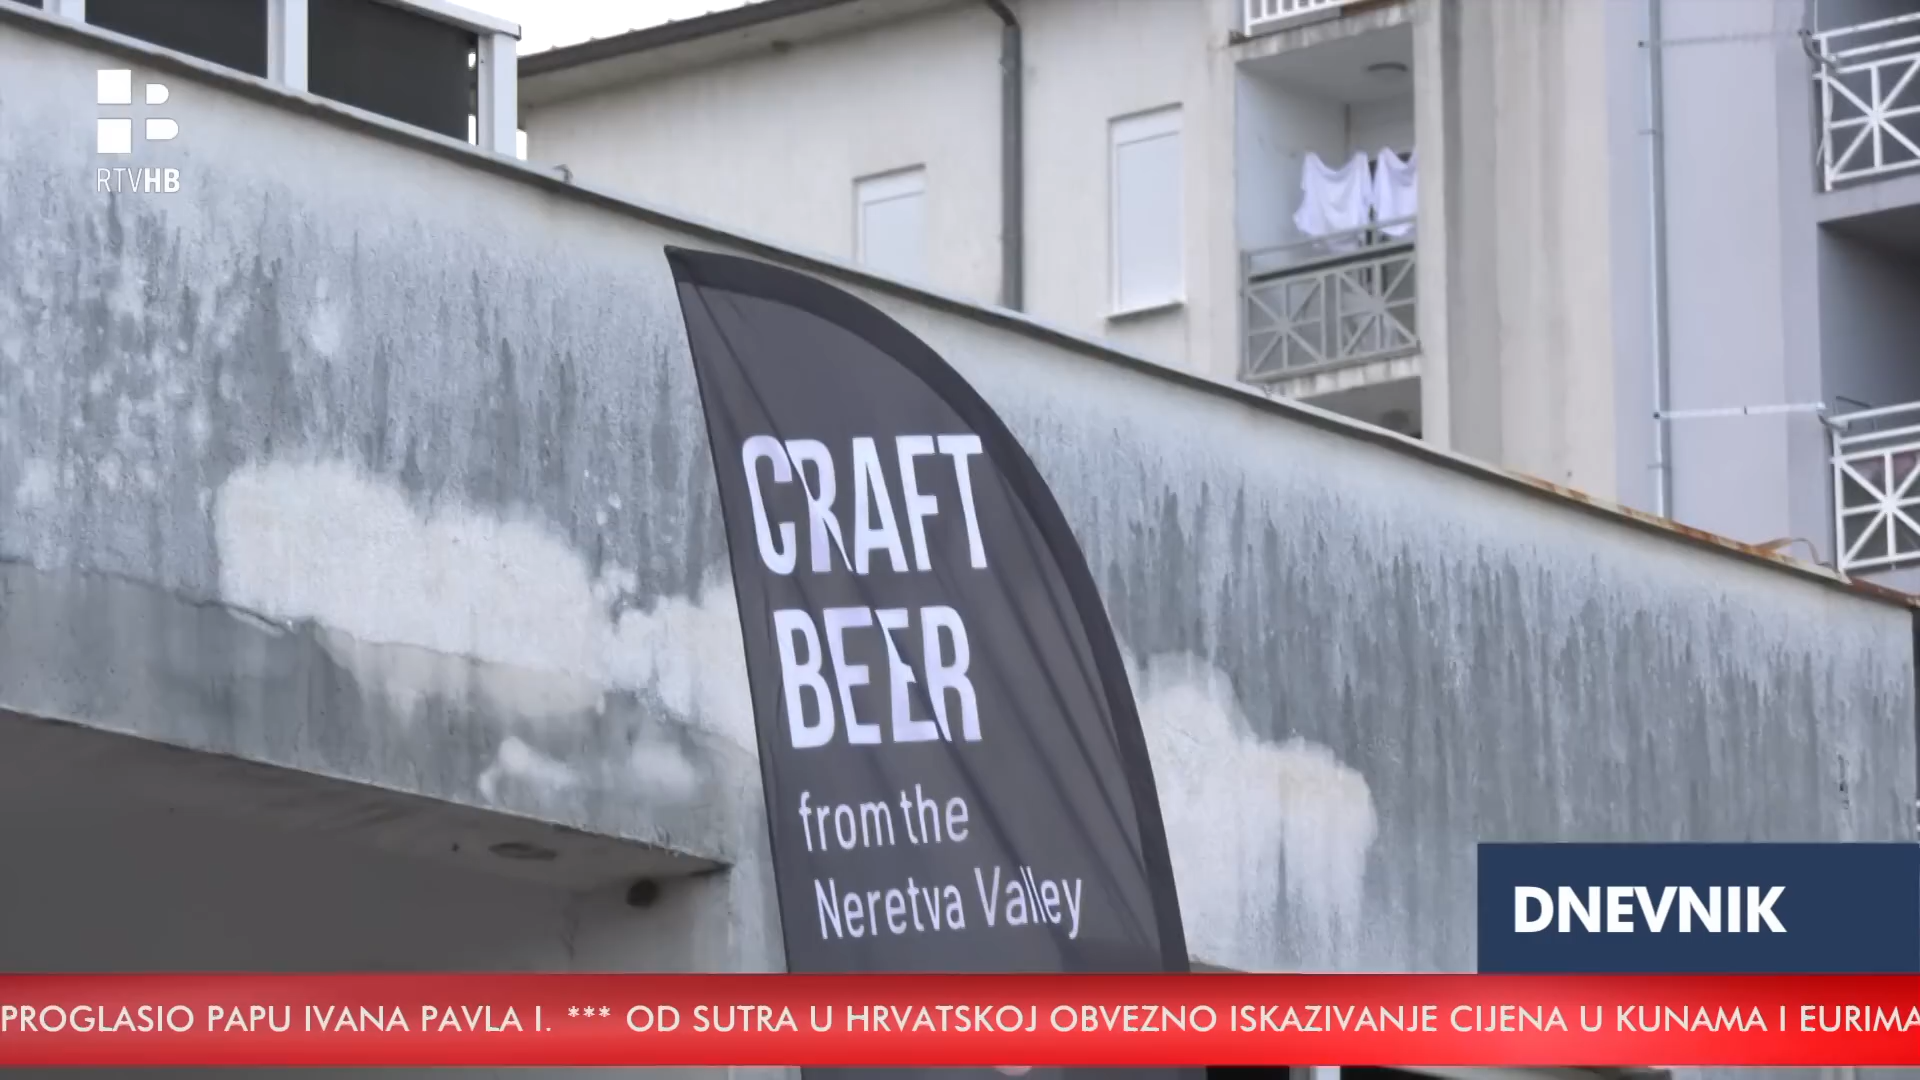 RTVHB
CRAFT
BEER
from the
Neretva Valley
DNEVNIK
PROGLASIO PAPU IVANA PAVLA I. *** OD SUTRA U HRVATSKOJ OBVEZNO ISKAZIVANJE CIJENA U KUNAMA I EURIMA